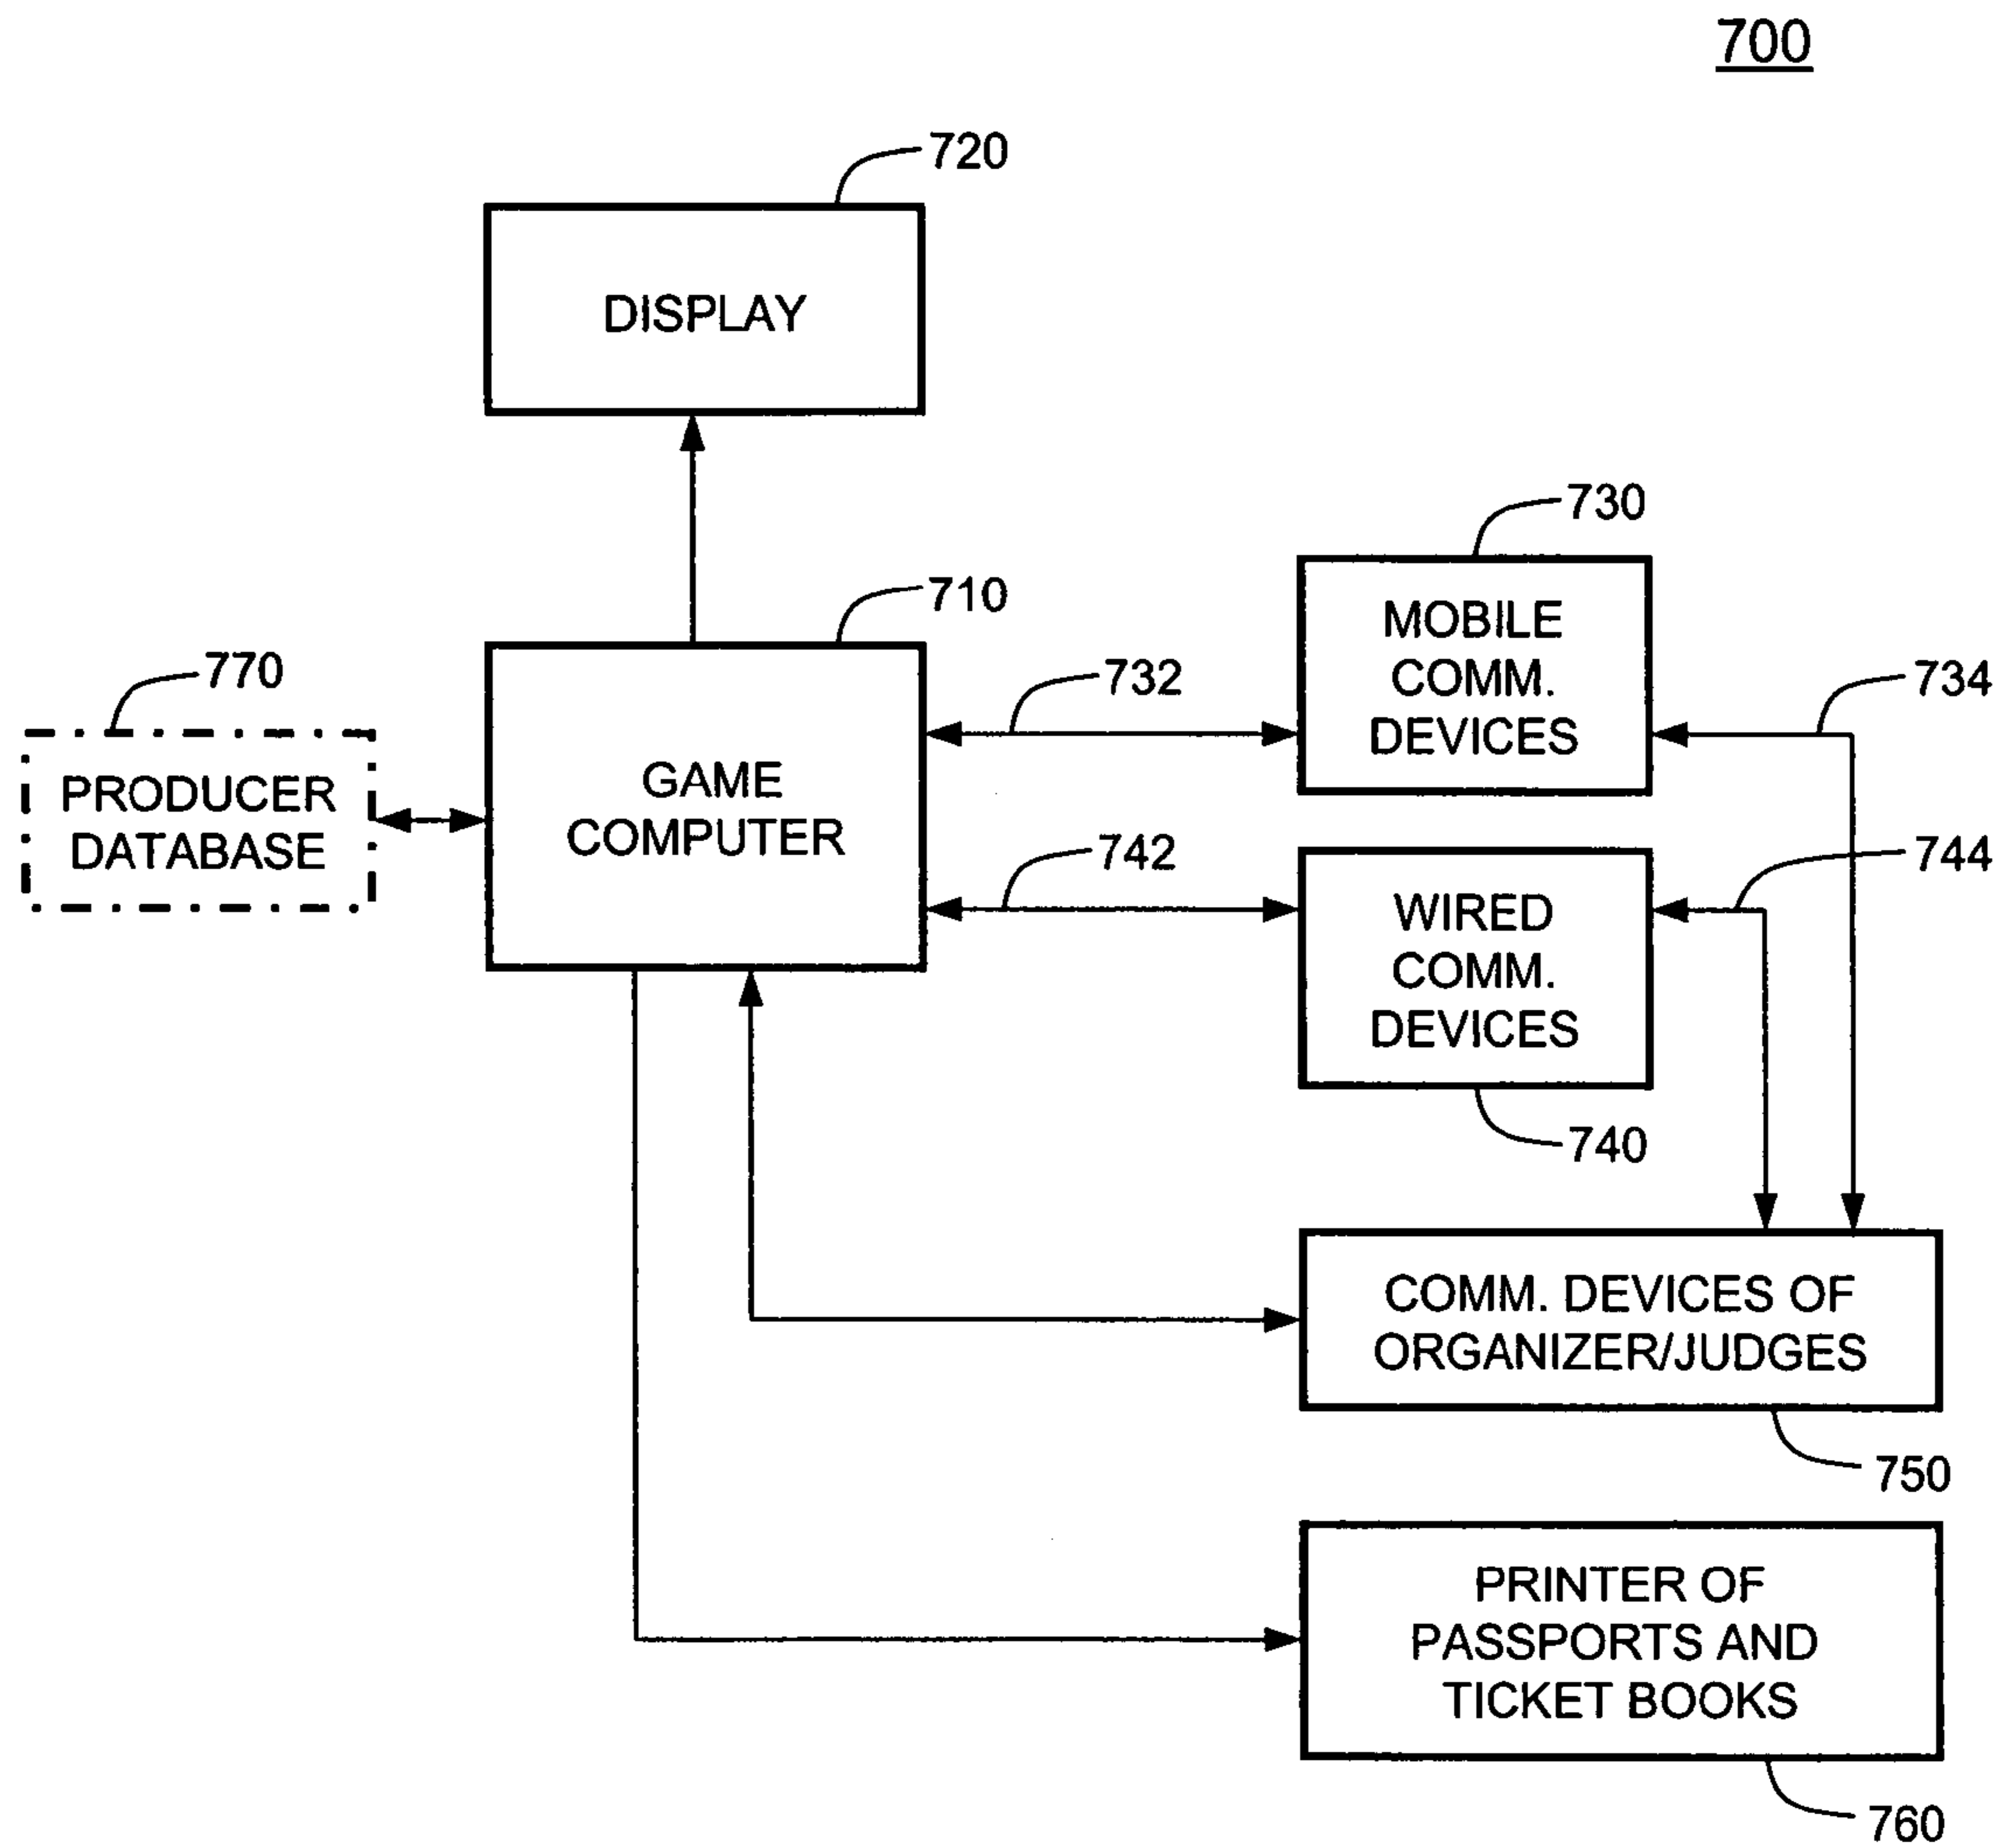 700
720
DISPLAY
730
710
MOBILE
COMM.
DEVICES
770
732
734
PRODUCER
DATABASE
GAME
COMPUTER
742
744
WIRED
COMM.
DEVICES
740
COMM. DEVICES OF
ORGANIZER/JUDGES
750
PRINTER OF
PASSPORTS AND
TICKET BOOKS
760